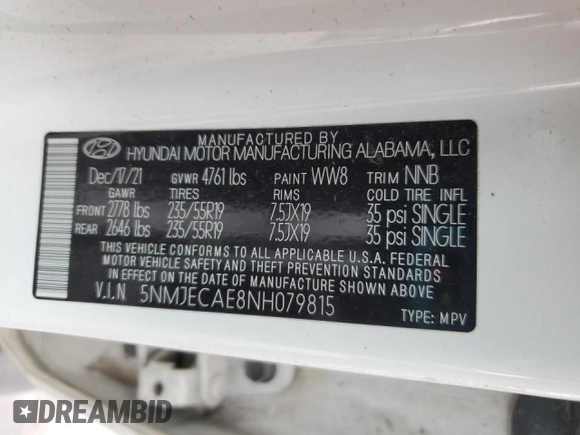 MANUFACTURED BY
HYUNDAI MOTOR MANUFACTURING ALABAMA, LLC
Dec/17/21 GVWR 4761 lbs PAINT WW8 TRIM NNB
GAWR TIRES RIMS COLD TIRE INFL
FRONT 2778 lbs 235/55R19 7.5JX19 35 psi SINGLE
REAR 2646 lbs 235/55R19 7.5JX19 35 psi SINGLE
THIS VEHICLE CONFORMS TO ALL APPLICABLE U.S.A. FEDERAL
MOTOR VEHICLE SAFETY AND THEFT PREVENTION
STANDARDS IN EFFECT ON THE DATE OF MANUFACTURE SHOWN ABOVE.
V.I.N 5NMJECAE8NH079815
TYPE: MPV
DREAMBID